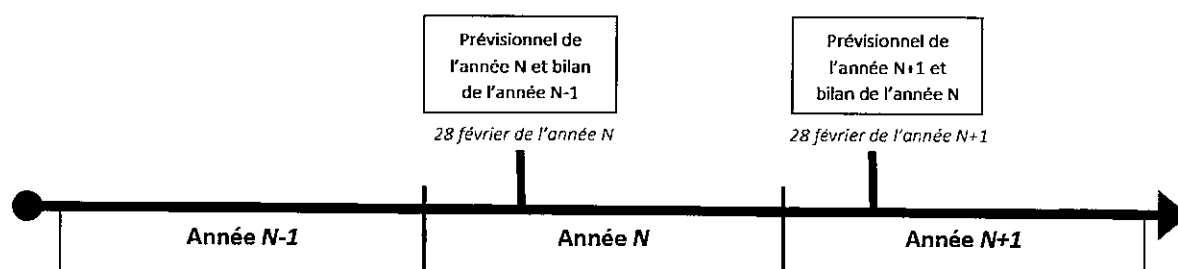 Prévisionnel de
l'année N et bilan
de l'année N-1
28 février de l'année N
Prévisionnel de
l'année N+1 et
bilan de l'année N
28 février de l'année N+1
Année N-1
Année N
Année N+1